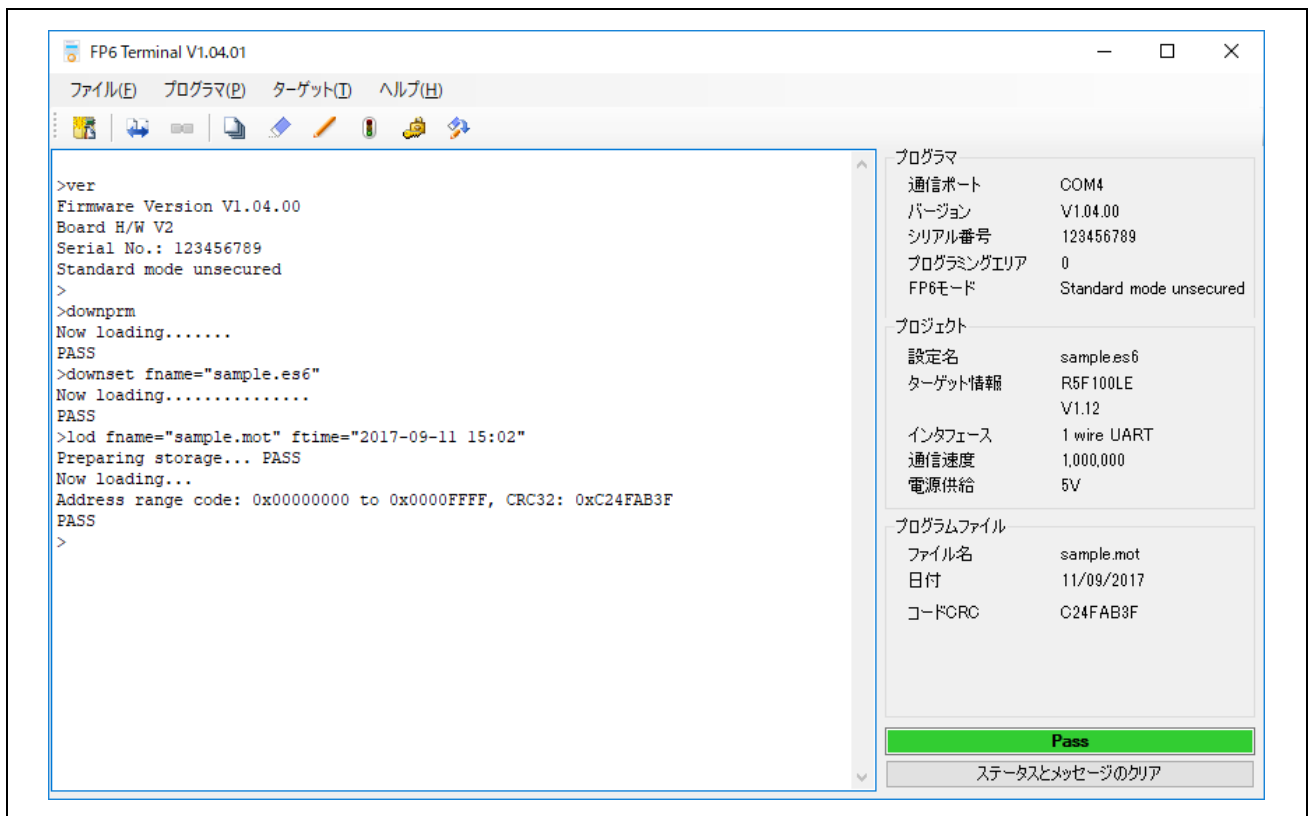 FP6 Terminal V1.04.01
ファイル(F) プログラマ(P) ターゲット(T) ヘルプ(H)
>ver
Firmware Version V1.04.00
Board H/W V2
Serial No.: 123456789
Standard mode unsecured
>
>downprm
Now loading.......
PASS
>downset fname="sample.es6"
Now loading...............
PASS
>lod fname="sample.mot" ftime="2017-09-11 15:02"
Preparing storage... PASS
Now loading...
Address range code: 0x00000000 to 0x0000FFFF, CRC32: 0xC24FAB3F
PASS
>
プログラマ
通信ポート COM4
バージョン V1.04.00
シリアル番号 123456789
プログラミングエリア 0
FP6モード Standard mode unsecured
プロジェクト
設定名 sample.es6
ターゲット情報 R5F100LE
V1.12
インタフェース 1 wire UART
通信速度 1,000,000
電源供給 5V
プログラムファイル
ファイル名 sample.mot
日付 11/09/2017
コードCRC C24FAB3F
Pass
ステータスとメッセージのクリア